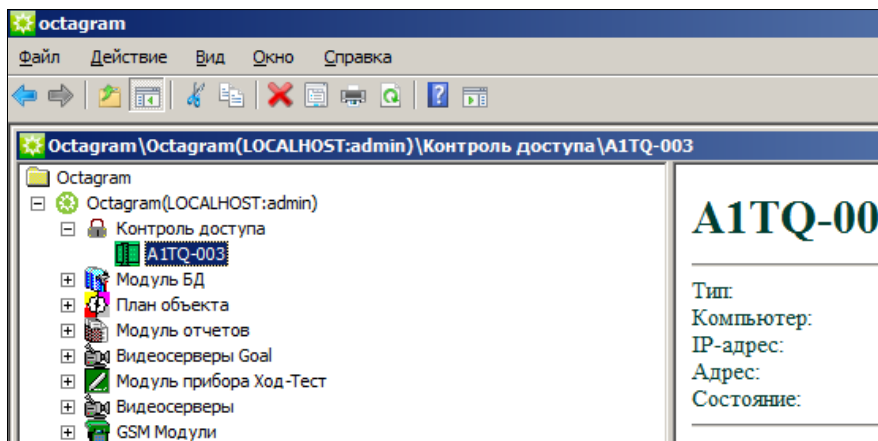 octagram
Файл Действие Вид Окно Справка
Octagram\Octagram(LOCALHOST:admin)\Контроль доступа\A1TQ-003
Octagram
Octagram(LOCALHOST:admin)
Контроль доступа
A1TQ-003
Модуль БД
План объекта
Модуль отчетов
Видеосерверы Goal
Модуль прибора Ход-Тест
Видеосерверы
GSM Модули
A1TQ-00
Тип:
Компьютер:
IP-адрес:
Адрес:
Состояние: